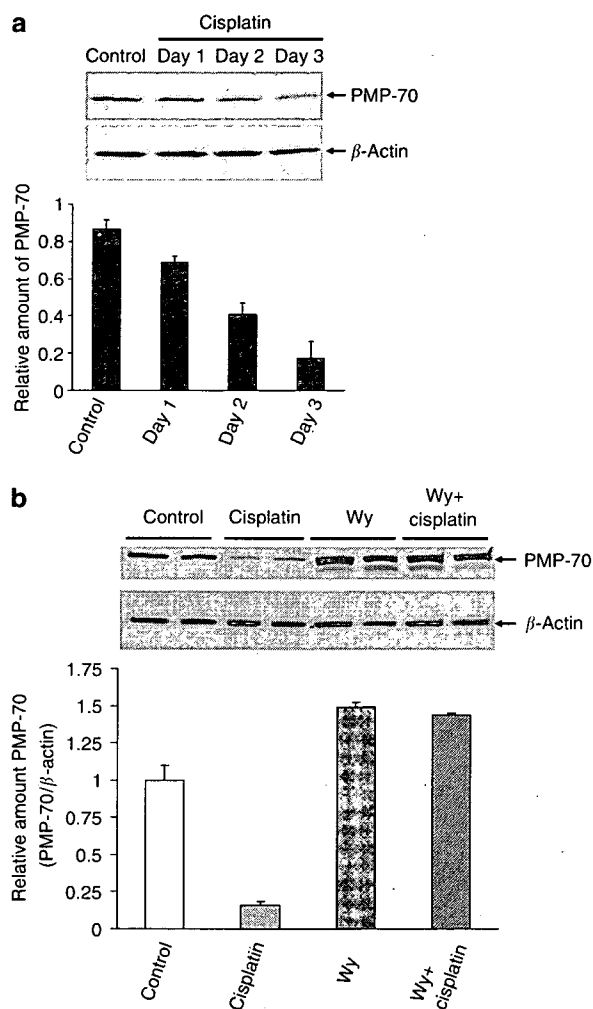 a
Cisplatin
Control Day 1 Day 2 Day 3
PMP-70
β-Actin
Relative amount of PMP-70
1
0.8
0.6
0.4
0.2
0
Control
Day 1
Day 2
Day 3
b
Control Cisplatin Wy Wy+ cisplatin
PMP-70
β-Actin
Relative amount PMP-70
(PMP-70/β-actin)
1.75
1.5
1.25
1
0.75
0.5
0.25
0
Control
Cisplatin
Wy
Wy+
cisplatin